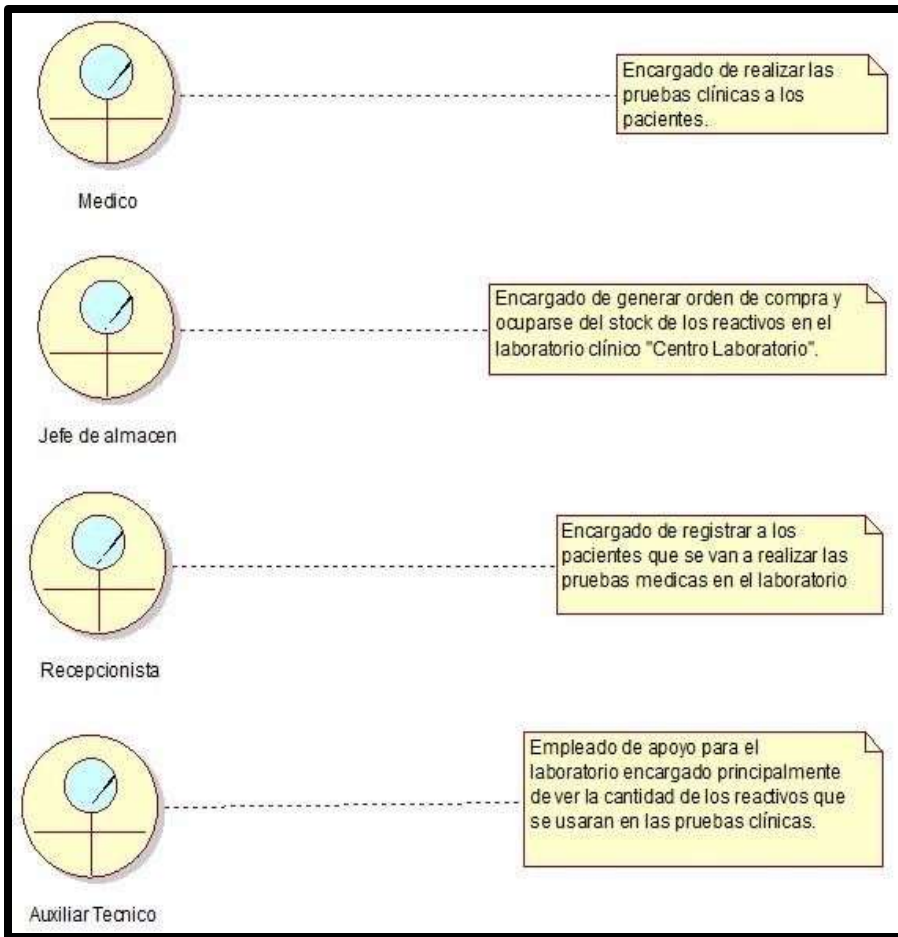 Encargado de realizar las
pruebas clínicas a los
pacientes.
Medico
Encargado de generar orden de compra y
ocuparse del stock de los reactivos en el
laboratorio clínico "Centro Laboratorio".
Jefe de almacen
Encargado de registrar a los
pacientes que se van a realizar las
pruebas medicas en el laboratorio
Recepcionista
Empleado de apoyo para el
laboratorio encargado principalmente
de ver la cantidad de los reactivos que
se usaran en las pruebas clínicas.
Auxiliar Tecnico